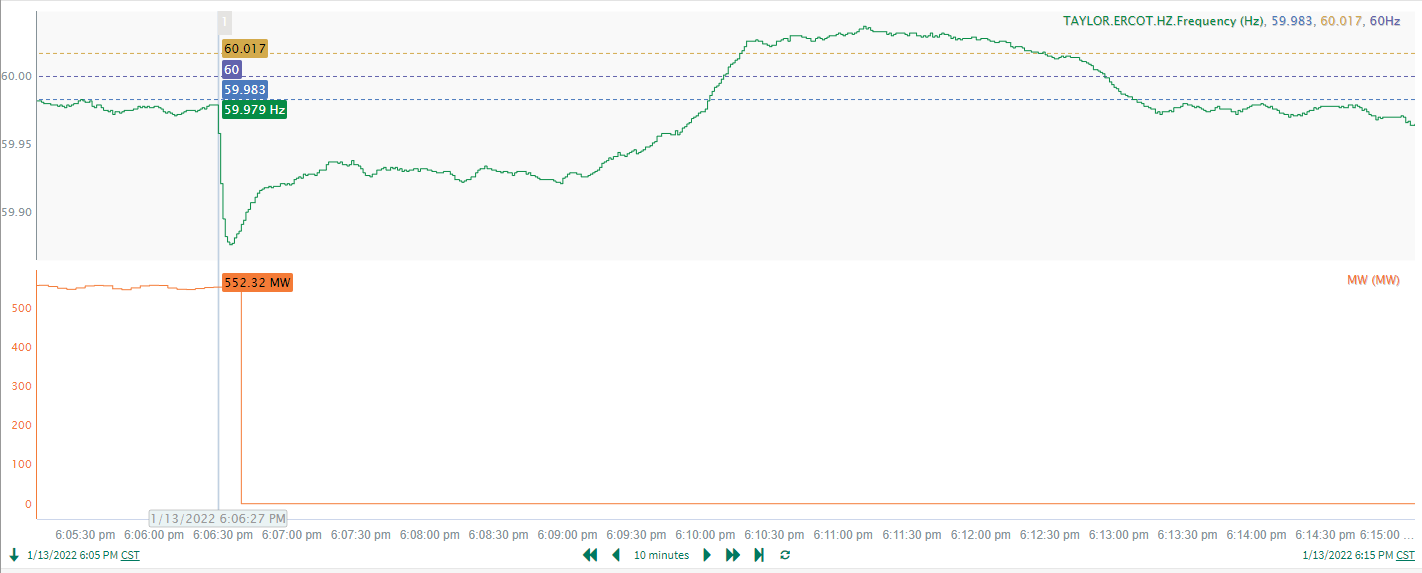 1
TAYLOR.ERCOT.HZ.Frequency (Hz), 59.983, 60.017, 60Hz
60.017
60
60.00
59.983
59.979 Hz
59.95
59.90
552.32 MW
MW (MW)
500
400
300
200
100
0
1/13/2022 6:06:27 PM
6:05:30 pm 6:06:00 pm 6:06:30 pm 6:07:00 pm 6:07:30 pm 6:08:00 pm 6:08:30 pm 6:09:00 pm 6:09:30 pm 6:10:00 pm 6:10:30 pm 6:11:00 pm 6:11:30 pm 6:12:00 pm 6:12:30 pm 6:13:00 pm 6:13:30 pm 6:14:00 pm 6:14:30 pm 6:15:00 ...
1/13/2022 6:05 PM CST 10 minutes 1/13/2022 6:15 PM CST